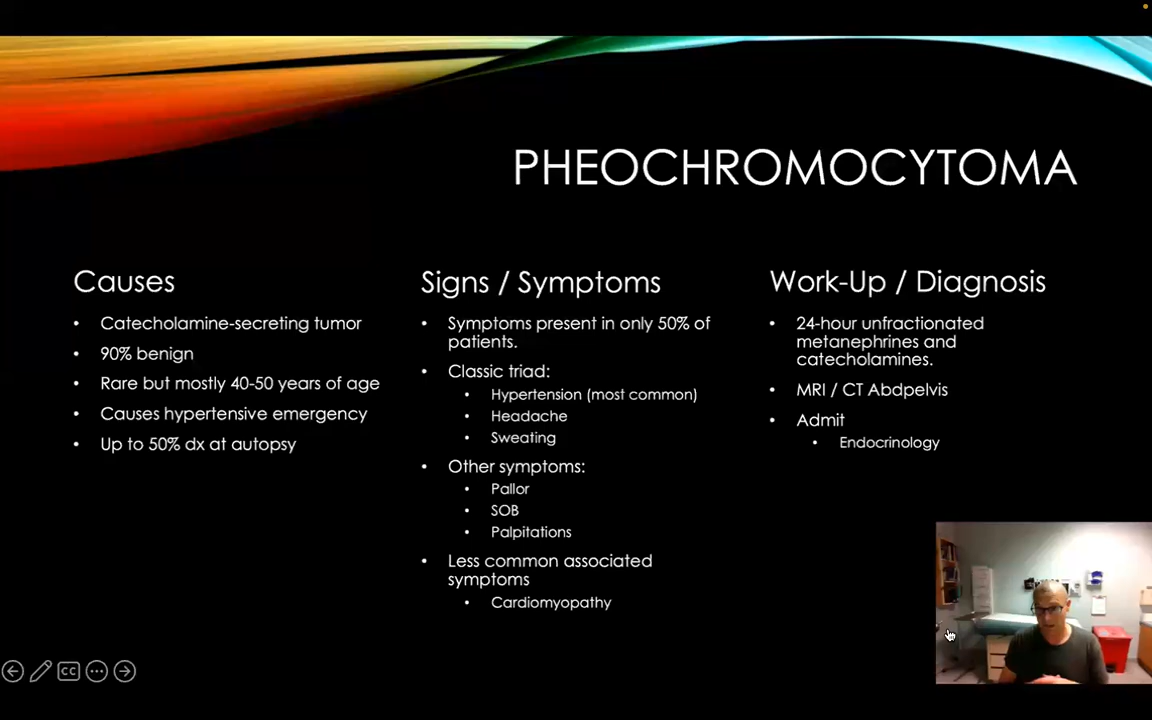 PHEOCHROMOCYTOMA
Causes
• Catecholamine-secreting tumor
• 90% benign
• Rare but mostly 40-50 years of age
• Causes hypertensive emergency
• Up to 50% dx at autopsy
Signs / Symptoms
• Symptoms present in only 50% of
patients.
• Classic triad:
• Hypertension (most common)
• Headache
• Sweating
• Other symptoms:
• Pallor
• SOB
• Palpitations
• Less common associated
symptoms
• Cardiomyopathy
Work-Up / Diagnosis
• 24-hour unfractionated
metanephrines and
catecholamines.
• MRI / CT Abdpelvis
• Admit
• Endocrinology
CC